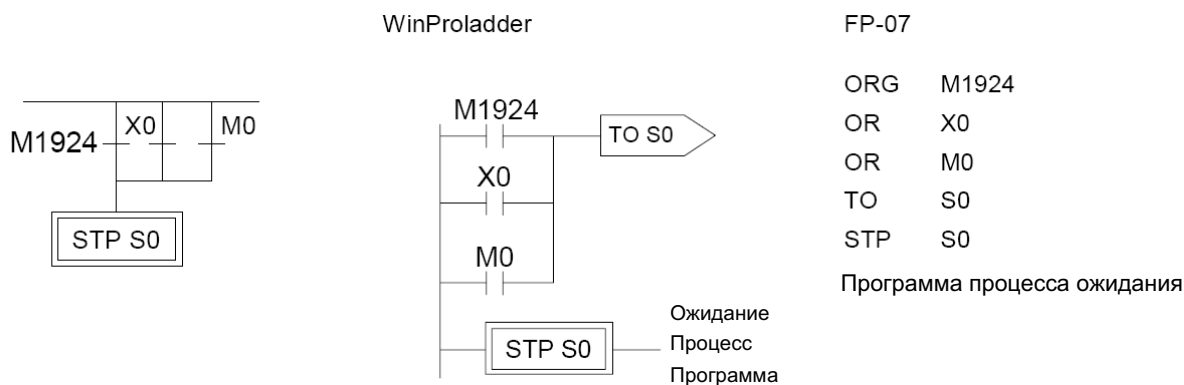 WinProladder
FP-07
M1924
X0
M0
STP S0
M1924
TO S0
X0
M0
STP S0
Ожидание
Процесс
Программа
ORG M1924
OR X0
OR M0
TO S0
STP S0
Программа процесса ожидания